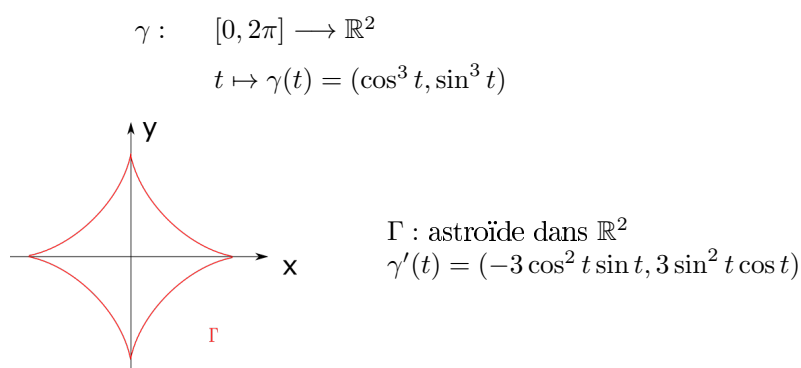 γ : [0, 2π] ⟶ ℝ²
t ↦ γ(t) = (cos³ t, sin³ t)
y
x
Γ
Γ : astroïde dans ℝ²
γ′(t) = (−3 cos² t sin t, 3 sin² t cos t)